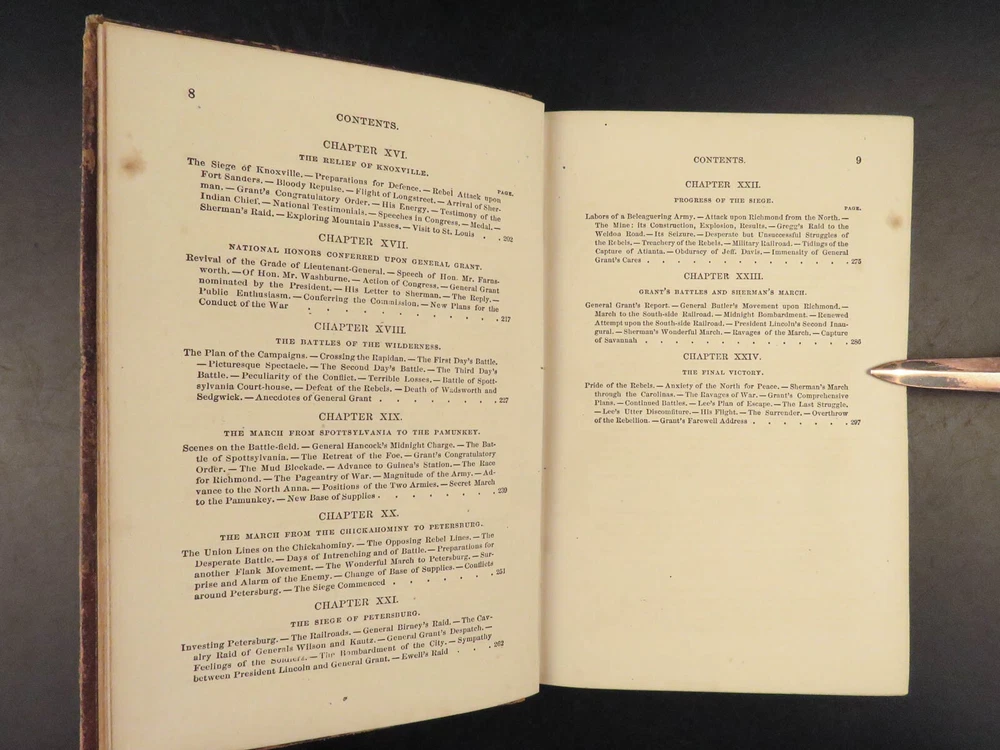 8
CONTENTS.
CHAPTER XVI.
THE RELIEF OF KNOXVILLE.
PAGE.
The Siege of Knoxville. — Preparations for Defence. — Rebel Attack upon
Fort Sanders. — Bloody Repulse. — Flight of Longstreet. — Arrival of Sher-
man. — Grant's Congratulatory Order. — His Energy. — Testimony of the
Indian Chief. — National Testimonials. — Speeches in Congress. — Medal. —
Sherman's Raid. — Exploring Mountain Passes. — Visit to St. Louis . . 202
CHAPTER XVII.
NATIONAL HONORS CONFERRED UPON GENERAL GRANT.
Revival of the Grade of Lieutenant-General. — Speech of Hon. Mr. Farns-
worth. — Of Hon. Mr. Washburne. — Action of Congress. — General Grant
nominated by the President. — His Letter to Sherman. — The Reply. —
Public Enthusiasm. — Conferring the Commission. — New Plans for the
Conduct of the War . . . . . . . . . . 217
CHAPTER XVIII.
THE BATTLES OF THE WILDERNESS.
The Plan of the Campaigns. — Crossing the Rapidan. — The First Day's Battle.
— Picturesque Spectacle. — The Second Day's Battle. — The Third Day's
Battle. — Peculiarity of the Conflict. — Terrible Losses. — Battle of Spott-
sylvania Court-house. — Defeat of the Rebels. — Death of Wadsworth and
Sedgwick. — Anecdotes of General Grant . . . . . . . . 227
CHAPTER XIX.
THE MARCH FROM SPOTTSYLVANIA TO THE PAMUNKEY.
Scenes on the Battle-field. — General Hancock's Midnight Charge. — The Bat-
tle of Spottsylvania. — The Retreat of the Foe. — Grant's Congratulatory
Order. — The Mud Blockade. — Advance to Guinea's Station. — The Race
for Richmond. — The Pageantry of War. — Magnitude of the Army. — Ad-
vance to the North Anna. — Positions of the Two Armies. — Secret March
to the Pamunkey. — New Base of Supplies . . . . . . . . 239
CHAPTER XX.
THE MARCH FROM THE CHICKAHOMINY TO PETERSBURG.
The Union Lines on the Chickahominy. — The Opposing Rebel Lines. — The
Desperate Battle. — Days of Intrenching and of Battle. — Preparations for
another Flank Movement. — The Wonderful March to Petersburg. — Sur-
prise and Alarm of the Enemy. — Change of Base of Supplies. — Conflicts
around Petersburg. — The Siege Commenced . . . . . . . 251
CHAPTER XXI.
THE SIEGE OF PETERSBURG.
Investing Petersburg. — The Railroads. — General Birney's Raid. — The Cav-
alry Raid of Generals Wilson and Kautz. — General Grant's Despatch. —
Feelings of the Soldiers. — The Bombardment of the City. — Sympathy
between President Lincoln and General Grant. — Ewell's Raid . . . 262
CONTENTS.
9
CHAPTER XXII.
PROGRESS OF THE SIEGE.
PAGE.
Labors of a Beleaguering Army. — Attack upon Richmond from the North. —
The Mine: its Construction, Explosion, Results. — Gregg's Raid to the
Weldon Road. — Its Seizure. — Desperate but Unsuccessful Struggles of
the Rebels. — Treachery of the Rebels. — Military Railroad. — Tidings of the
Capture of Atlanta. — Obduracy of Jeff. Davis. — Immensity of General
Grant's Cares . . . . . . . . . . . . . 275
CHAPTER XXIII.
GRANT'S BATTLES AND SHERMAN'S MARCH.
General Grant's Report. — General Butler's Movement upon Richmond. —
March to the South-side Railroad. — Midnight Bombardment. — Renewed
Attempt upon the South-side Railroad. — President Lincoln's Second Inau-
gural. — Sherman's Wonderful March. — Ravages of the March. — Capture
of Savannah . . . . . . . . . . . . . 286
CHAPTER XXIV.
THE FINAL VICTORY.
Pride of the Rebels. — Anxiety of the North for Peace. — Sherman's March
through the Carolinas. — The Ravages of War. — Grant's Comprehensive
Plans. — Continued Battles. — Lee's Plan of Escape. — The Last Struggle.
— Lee's Utter Discomfiture. — His Flight. — The Surrender. — Overthrow
of the Rebellion. — Grant's Farewell Address . . . . . . 297